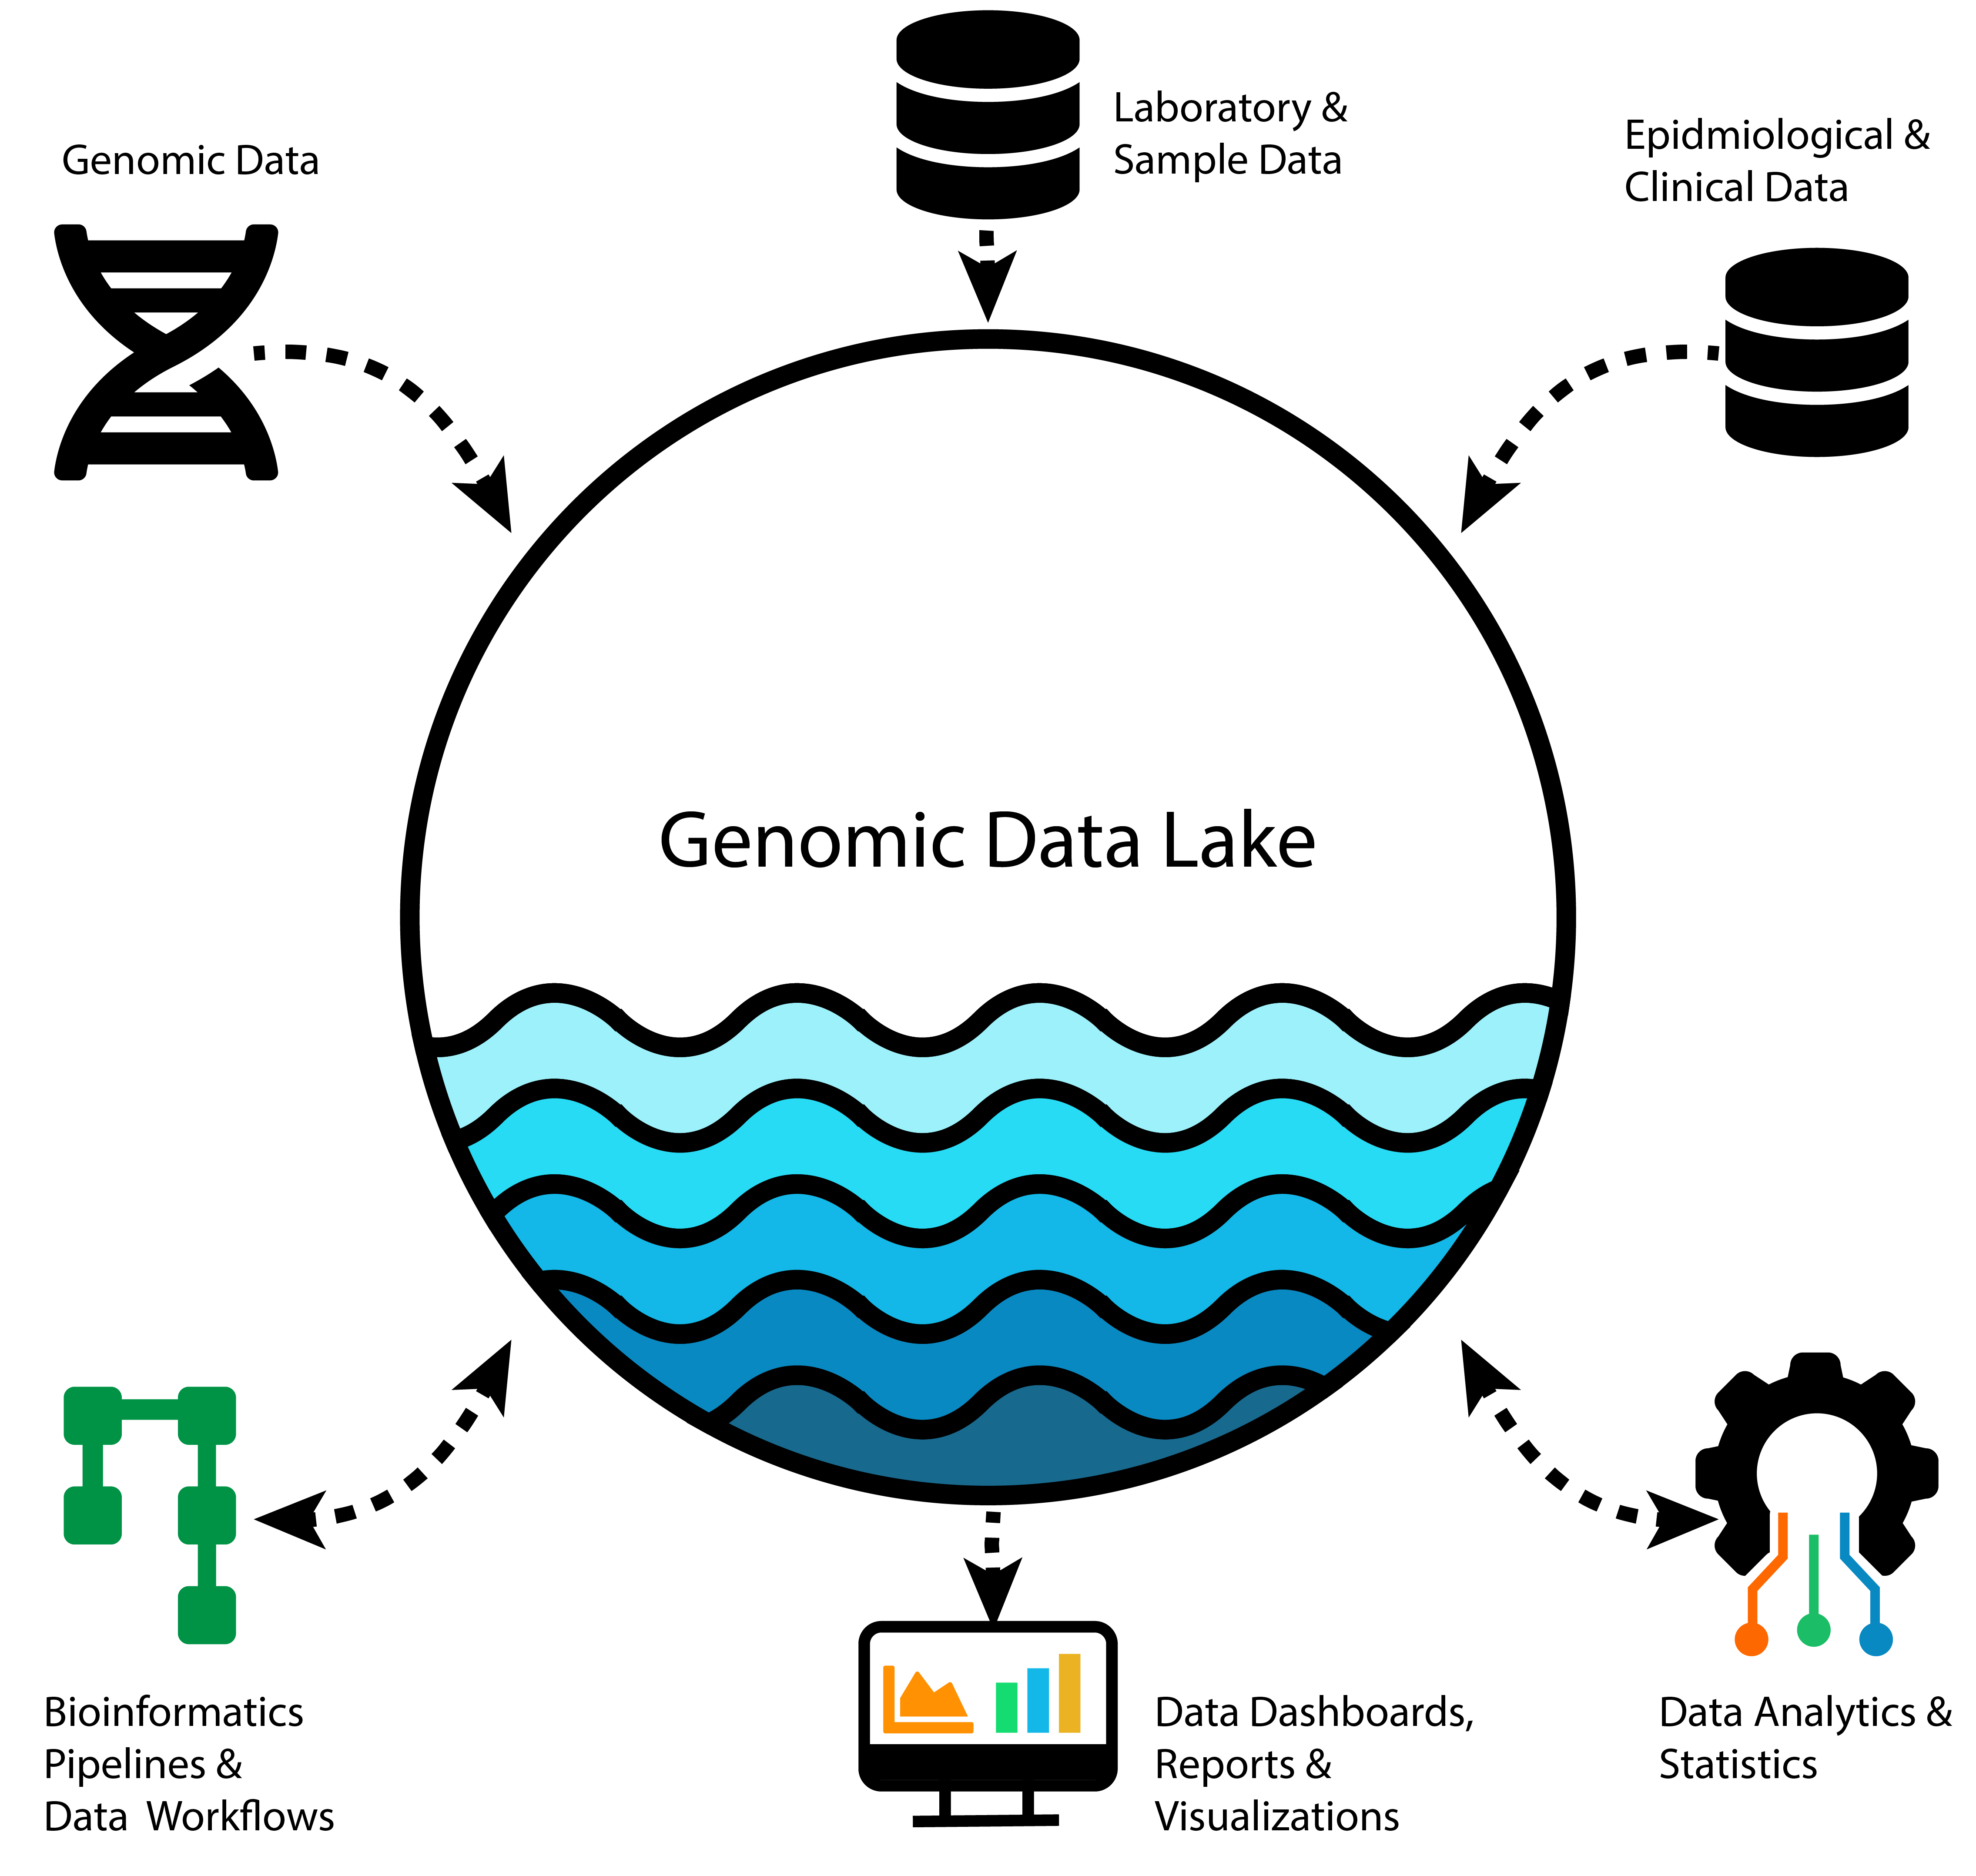 Genomic Data
Laboratory &
Sample Data
Epidmiological &
Clinical Data
Genomic Data Lake
Bioinformatics
Pipelines &
Data Workflows
Data Dashboards,
Reports &
Visualizations
Data Analytics &
Statistics